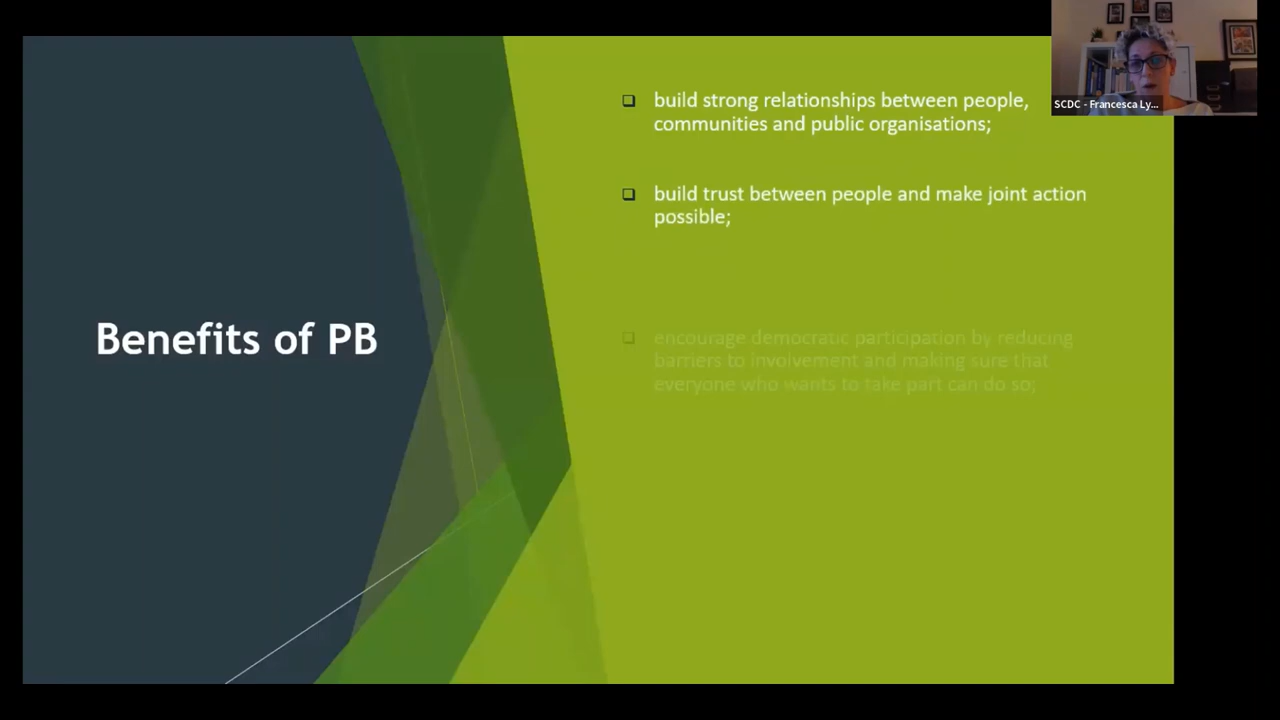 SCDC - Francesca Ly...
build strong relationships between people,
communities and public organisations;
build trust between people and make joint action
possible;
Benefits of PB
encourage democratic participation by reducing
barriers to involvement and making sure that
everyone who wants to take part can do so;